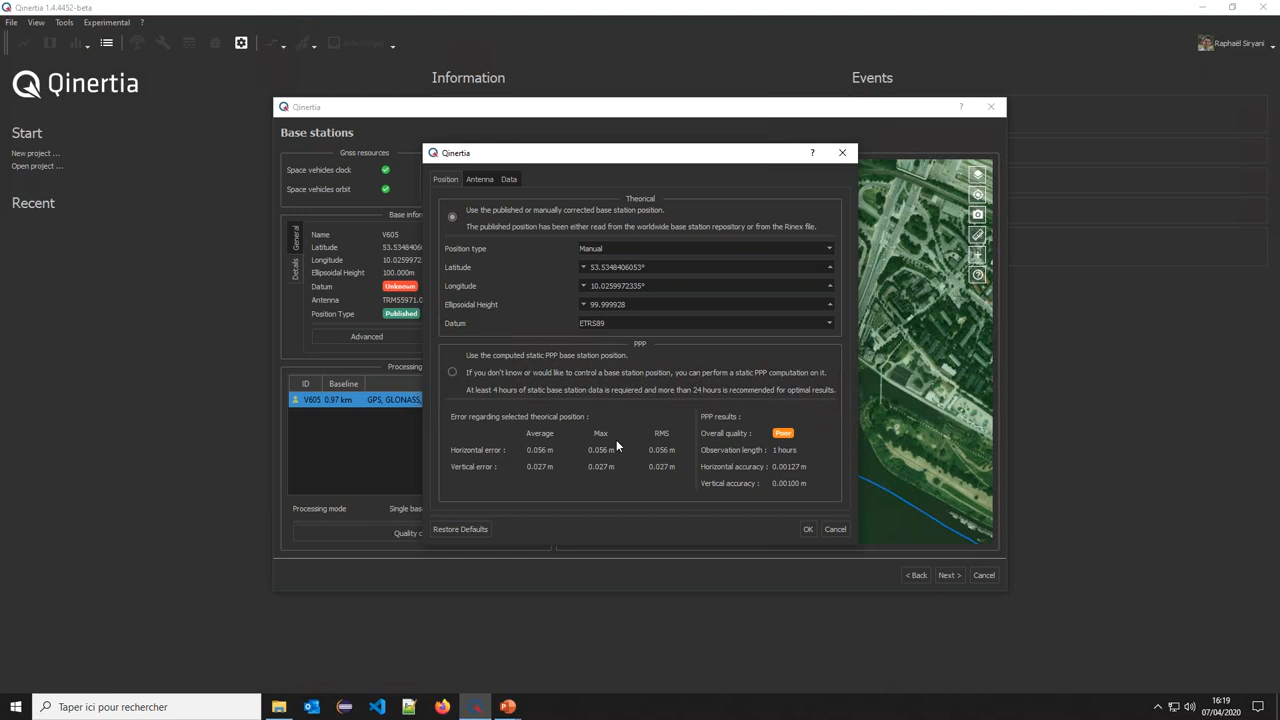 Qinertia 1.4.4452-beta
File View Tools Experimental ?
Raphaël Siryani
Qinertia
Information
Events
Start
New project ...
Open project ...
Recent
Qinertia
?
Base stations
Gnss resources
Space vehicles clock
Space vehicles orbit
General
Details
Name V605
Latitude 53.5348406
Longitude 10.0259972
Ellipsoidal Height 100.000m
Datum Unknown
Antenna TRM55971.0
Position Type Published
Advanced
Processing
ID Baseline
V605 0.97 km GPS, GLONASS,
Processing mode Single bas
Quality c
< Back Next > Cancel
Qinertia
?
Position Antenna Data
Theorical
Use the published or manually corrected base station position.
The published position has been either read from the worldwide base station repository or from the Rinex file.
Position type Manual
Latitude 53.5348406053°
Longitude 10.0259972335°
Ellipsoidal Height 99.999928
Datum ETRS89
PPP
Use the computed static PPP base station position.
If you don't know or would like to control a base station position, you can perform a static PPP computation on it.
At least 4 hours of static base station data is requiered and more than 24 hours is recommended for optimal results.
Error regarding selected theorical position :
Average Max RMS
Horizontal error : 0.056 m 0.056 m 0.056 m
Vertical error : 0.027 m 0.027 m 0.027 m
PPP results :
Overall quality : Poor
Observation length : 1 hours
Horizontal accuracy : 0.00127 m
Vertical accuracy : 0.00100 m
Restore Defaults
OK Cancel
Taper ici pour rechercher
16:19
07/04/2020